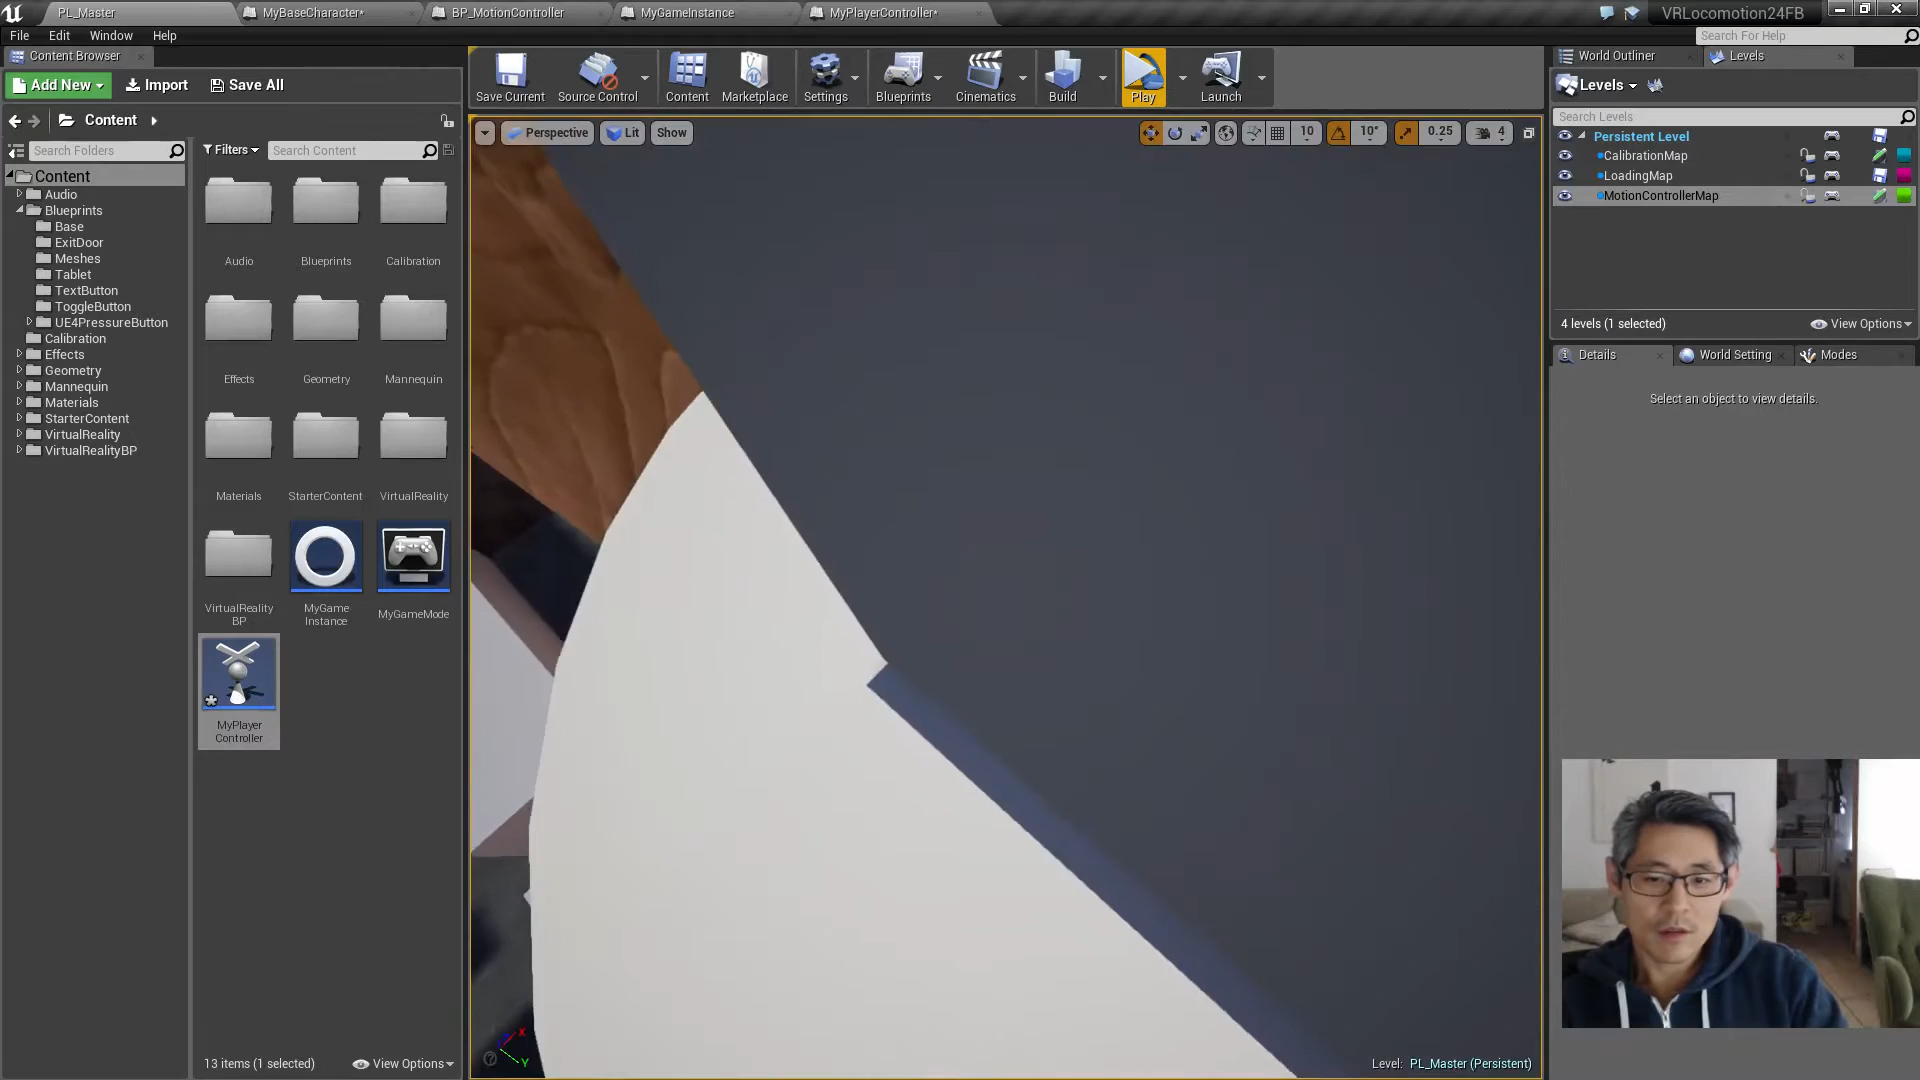 PL_Master
MyBaseCharacter*
BP_MotionController
MyGameInstance
MyPlayerController*
VRLocomotion24FB
File
Edit
Window
Help
Search For Help
Content Browser
Add New
Import
Save All
Content
Search Folders
Filters
Search Content
Content
Audio
Blueprints
Base
ExitDoor
Meshes
Tablet
TextButton
ToggleButton
UE4PressureButton
Calibration
Effects
Geometry
Mannequin
Materials
StarterContent
VirtualReality
VirtualRealityBP
Audio
Blueprints
Calibration
Effects
Geometry
Mannequin
Materials
StarterContent
VirtualReality
VirtualReality
BP
MyGame
Instance
MyGameMode
MyPlayer
Controller
13 items (1 selected)
View Options
Save Current
Source Control
Content
Marketplace
Settings
Blueprints
Cinematics
Build
Play
Launch
Perspective
Lit
Show
10
10°
0.25
4
X
Y
Level: PL_Master (Persistent)
World Outliner
Levels
Levels
Search Levels
Persistent Level
CalibrationMap
LoadingMap
MotionControllerMap
4 levels (1 selected)
View Options
Details
World Setting
Modes
Select an object to view details.